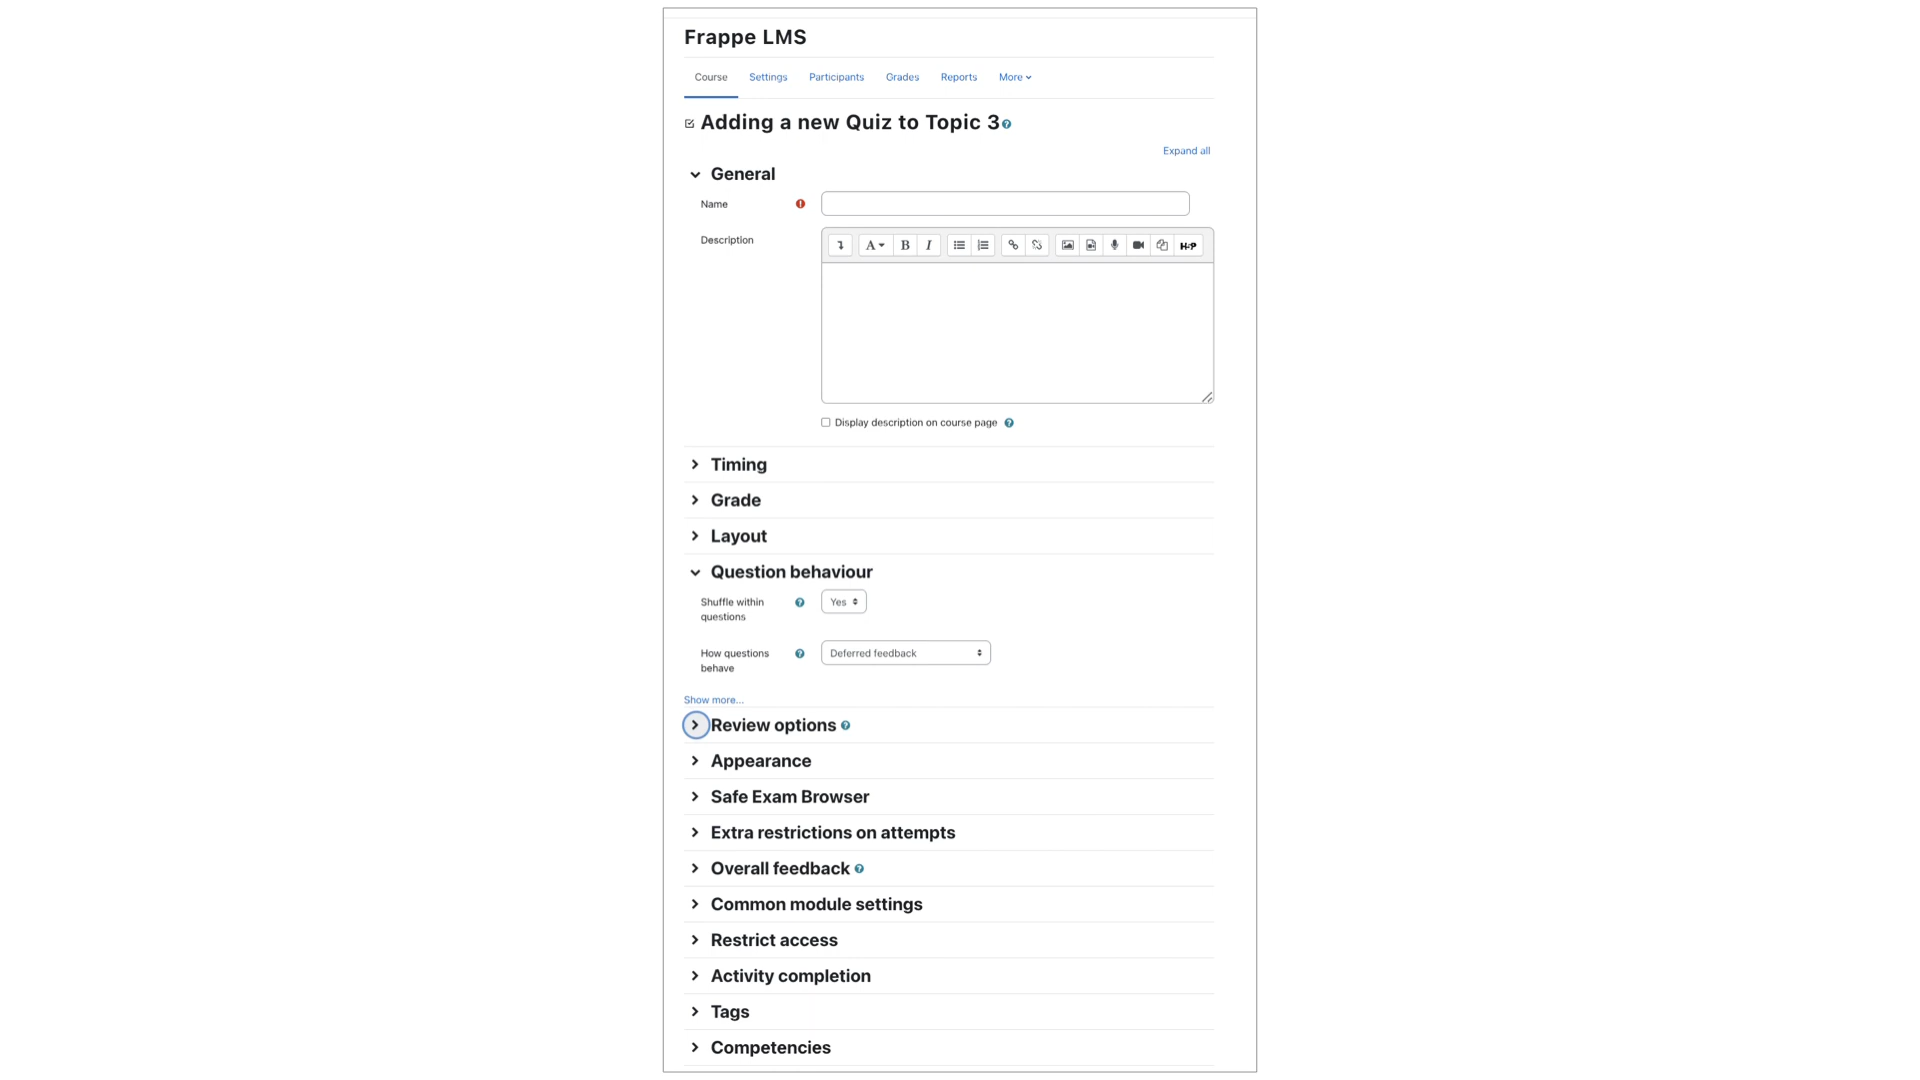 Frappe LMS
Course Settings Participants Grades Reports More
Adding a new Quiz to Topic 3
Expand all
General
Name
Description
A B I H5P
Display description on course page
Timing
Grade
Layout
Question behaviour
Shuffle within
questions
Yes
How questions
behave
Deferred feedback
Show more...
Review options
Appearance
Safe Exam Browser
Extra restrictions on attempts
Overall feedback
Common module settings
Restrict access
Activity completion
Tags
Competencies